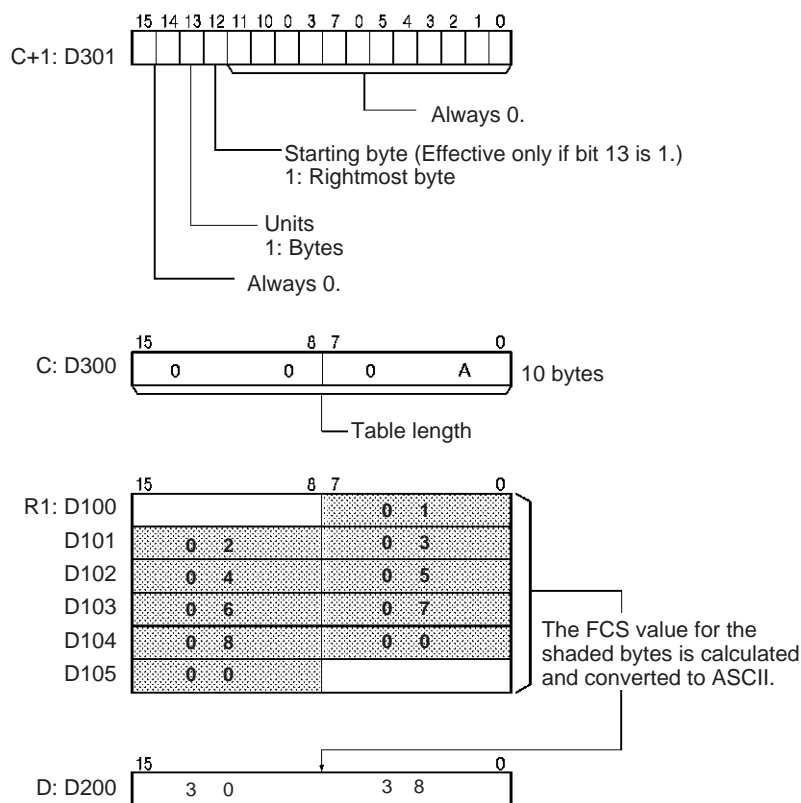 15 14 13 12 11 10 0 3 7 0 5 4 3 2 1 0
C+1: D301
Always 0.
Starting byte (Effective only if bit 13 is 1.)
1: Rightmost byte
Units
1: Bytes
Always 0.
15 8 7 0
C: D300 0 0 0 A 10 bytes
Table length
15 8 7 0
R1: D100 0 1
D101 0 2 0 3
D102 0 4 0 5
D103 0 6 0 7
D104 0 8 0 0
D105 0 0
The FCS value for the
shaded bytes is calculated
and converted to ASCII.
15 0
D: D200 3 0 3 8